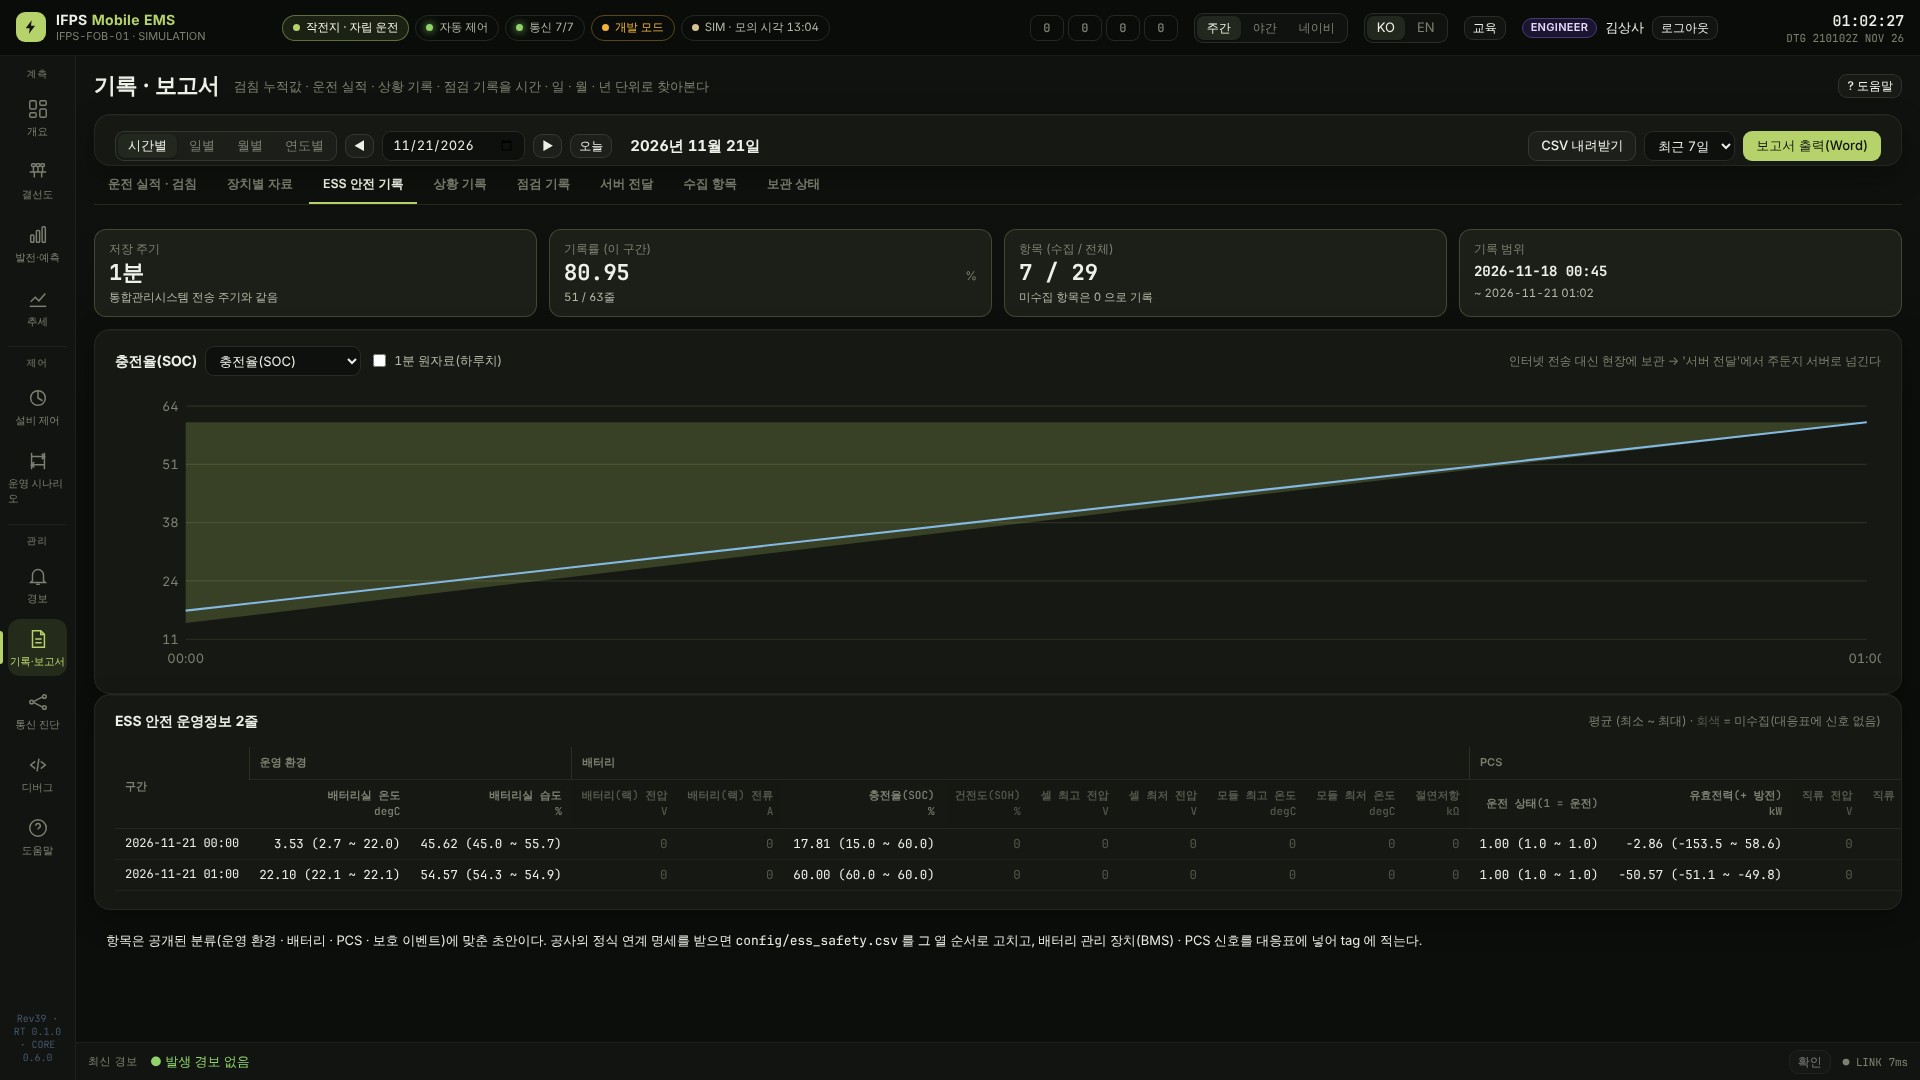 IFPS Mobile EMS
IFPS-FOB-01 · SIMULATION
작전지 · 자립 운전
자동 제어
통신 7/7
개발 모드
SIM · 모의 시각 13:04
0
0
0
0
주간
야간
네이비
KO
EN
교육
ENGINEER
김상사
로그아웃
01:02:27
DTG 210102Z NOV 26
계측
개요
결선도
발전·예측
추세
제어
설비 제어
운영 시나리
오
관리
경보
기록·보고서
통신 진단
디버그
도움말
Rev39 ·
RT 0.1.0
· CORE
0.6.0
기록 · 보고서
검침 누적값 · 운전 실적 · 상황 기록 · 점검 기록을 시간 · 일 · 월 · 년 단위로 찾아본다
? 도움말
시간별
일별
월별
연도별
◀
11/21/2026
▶
오늘
2026년 11월 21일
CSV 내려받기
최근 7일
보고서 출력(Word)
운전 실적 · 검침
장치별 자료
ESS 안전 기록
상황 기록
점검 기록
서버 전달
수집 항목
보관 상태
저장 주기
1분
통합관리시스템 전송 주기와 같음
기록률 (이 구간)
80.95
%
51 / 63줄
항목 (수집 / 전체)
7 / 29
미수집 항목은 0 으로 기록
기록 범위
2026-11-18 00:45
~ 2026-11-21 01:02
충전율(SOC)
충전율(SOC)
1분 원자료(하루치)
인터넷 전송 대신 현장에 보관 → '서버 전달'에서 주둔지 서버로 넘긴다
64
51
38
24
11
00:00
01:00
ESS 안전 운영정보 2줄
평균 (최소 ~ 최대) · 회색 = 미수집(대응표에 신호 없음)
구간
운영 환경
배터리
PCS
배터리실 온도 degC
배터리실 습도 %
배터리(랙) 전압 V
배터리(랙) 전류 A
충전율(SOC) %
건전도(SOH) %
셀 최고 전압 V
셀 최저 전압 V
모듈 최고 온도 degC
모듈 최저 온도 degC
절연저항 kΩ
운전 상태(1 = 운전)
유효전력(+ 방전) kW
직류 전압 V
직류
2026-11-21 00:00 3.53 (2.7 ~ 22.0) 45.62 (45.0 ~ 55.7) 0 0 17.81 (15.0 ~ 60.0) 0 0 0 0 0 0 1.00 (1.0 ~ 1.0) -2.86 (-153.5 ~ 58.6) 0
2026-11-21 01:00 22.10 (22.1 ~ 22.1) 54.57 (54.3 ~ 54.9) 0 0 60.00 (60.0 ~ 60.0) 0 0 0 0 0 0 1.00 (1.0 ~ 1.0) -50.57 (-51.1 ~ -49.8) 0
항목은 공개된 분류(운영 환경 · 배터리 · PCS · 보호 이벤트)에 맞춘 초안이다. 공사의 정식 연계 명세를 받으면 config/ess_safety.csv 를 그 열 순서로 고치고, 배터리 관리 장치(BMS) · PCS 신호를 대응표에 넣어 tag 에 적는다.
최신 경보
발생 경보 없음
확인
LINK 7ms